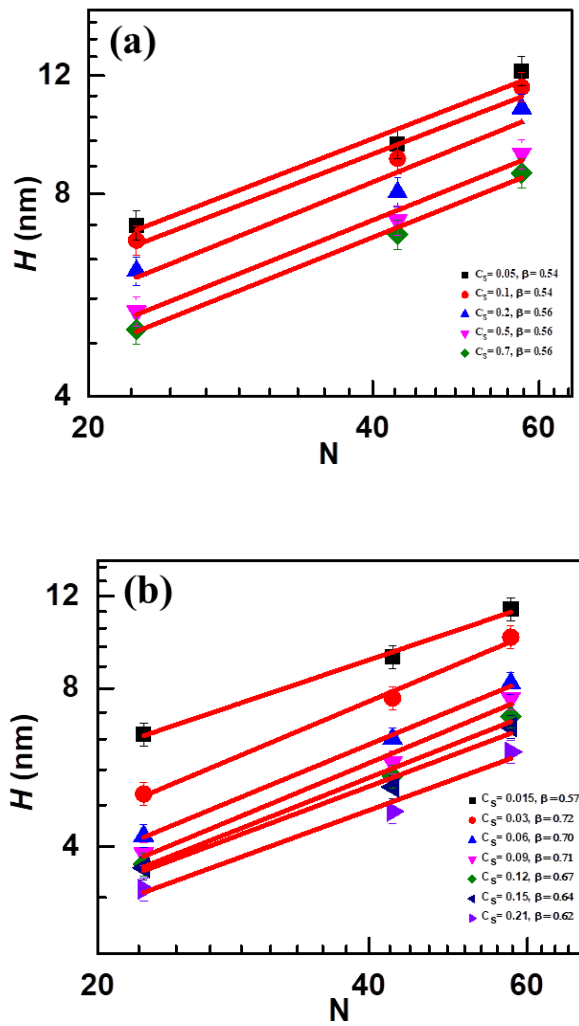 (a)
12
8
4
H (nm)
C_S= 0.05, β= 0.54
C_S= 0.1, β= 0.54
C_S= 0.2, β= 0.56
C_S= 0.5, β= 0.56
C_S= 0.7, β= 0.56
20 40 60
N
(b)
12
8
4
H (nm)
C_S= 0.015, β=0.57
C_S= 0.03, β=0.72
C_S= 0.06, β=0.70
C_S= 0.09, β=0.71
C_S= 0.12, β=0.67
C_S= 0.15, β=0.64
C_S= 0.21, β=0.62
20 40 60
N